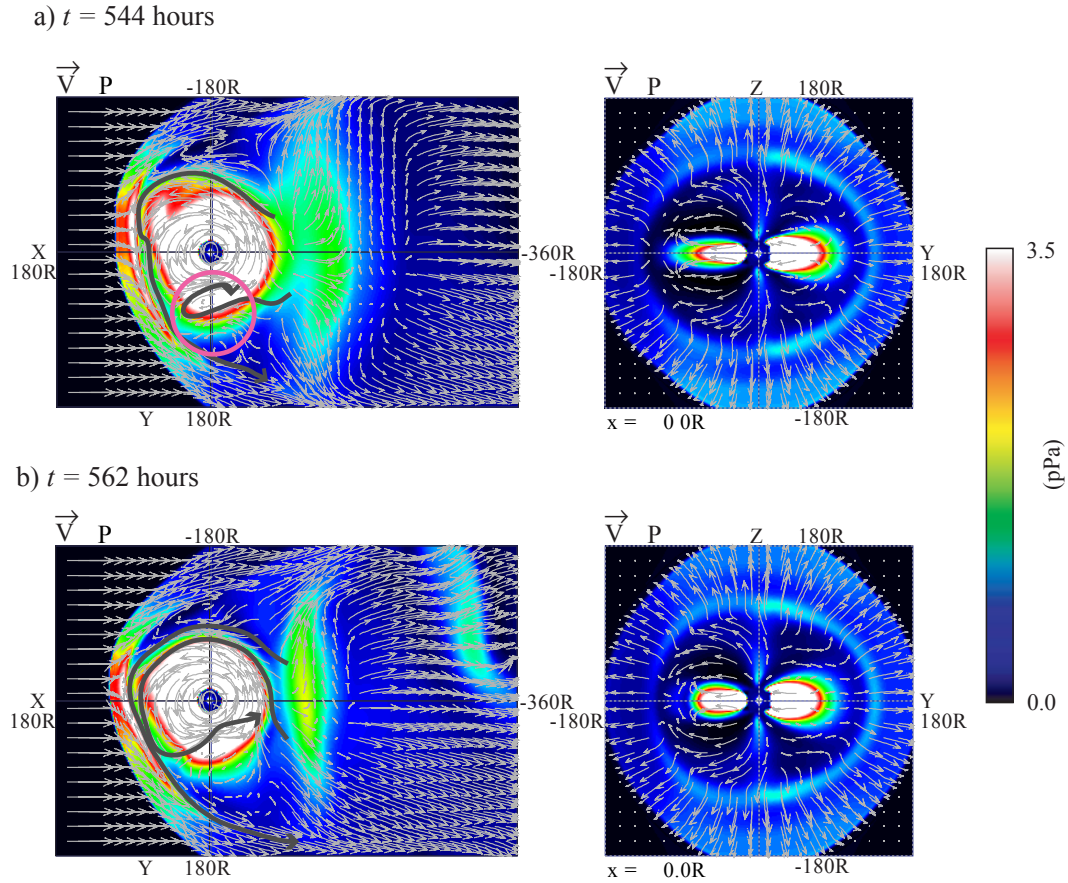 a) t = 544 hours
V P -180R
V P Z 180R
X
180R
-360R
-180R
Y
180R
Y 180R
x = 0 0R -180R
3.5
(pPa)
0.0
b) t = 562 hours
V P -180R
V P Z 180R
X
180R
-360R
-180R
Y
180R
Y 180R
x = 0.0R -180R